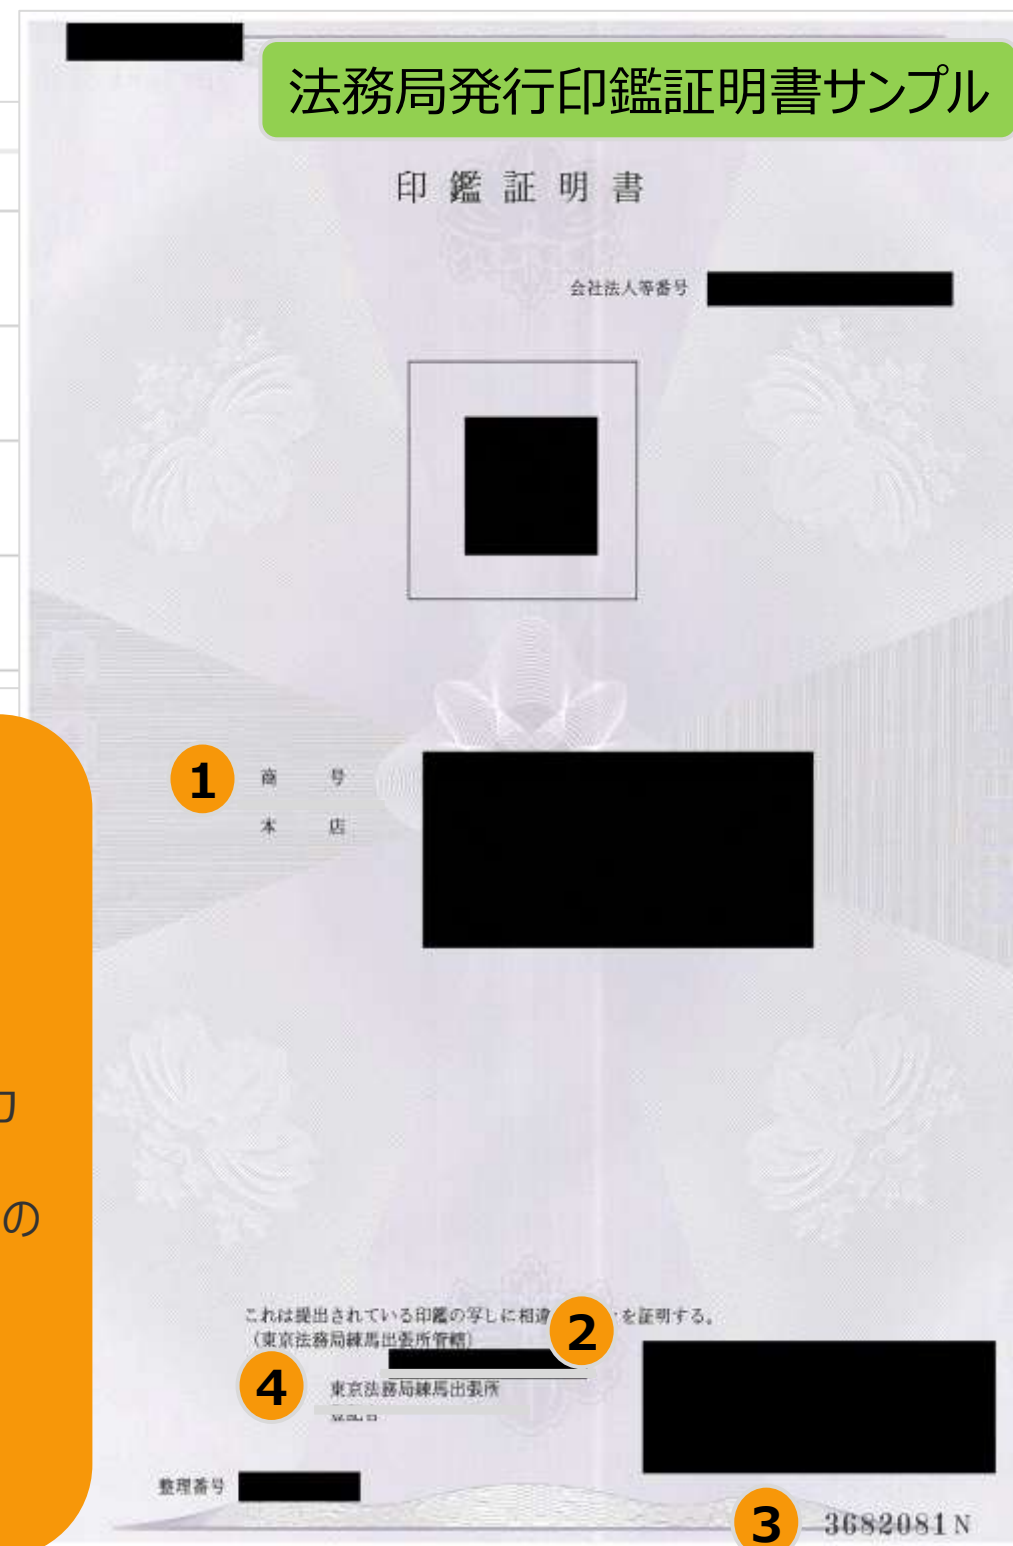 法務局発行印鑑証明書サンプル
印鑑証明書
会社法人等番号
1 商号
本店
カ
の
これは提出されている印鑑の写しに相違 2 を証明する。
(東京法務局練馬出張所管轄)
4 東京法務局練馬出張所
整理番号
3 3682081N